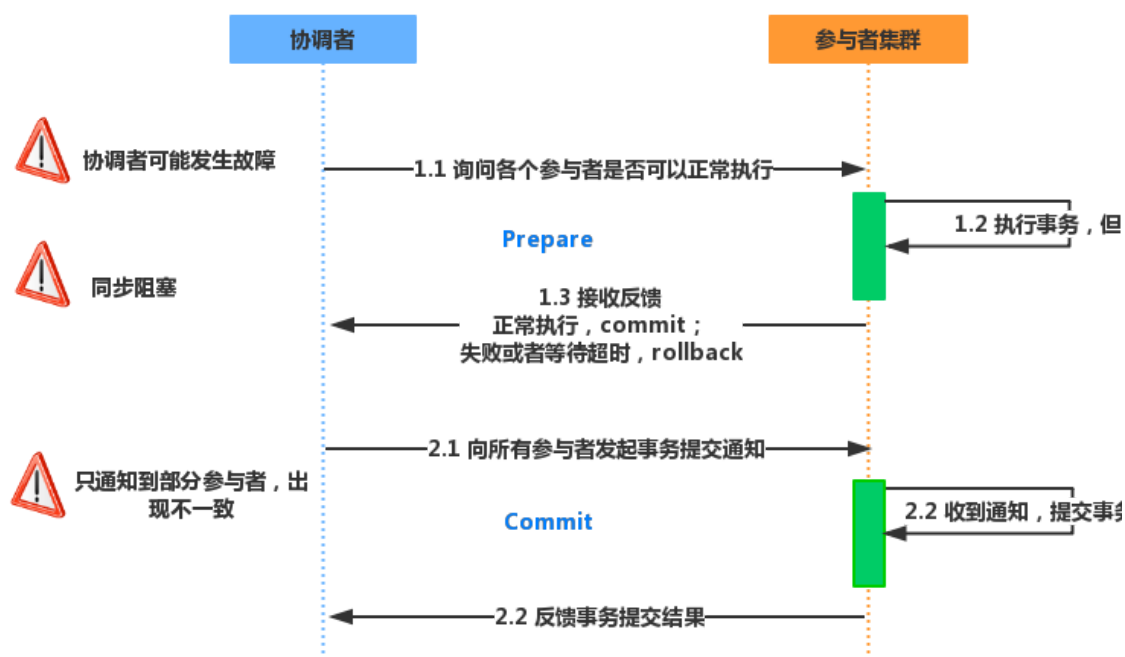 协调者
参与者集群
协调者可能发生故障
1.1 询问各个参与者是否可以正常执行
1.2 执行事务，但
Prepare
同步阻塞
1.3 接收反馈
正常执行，commit；
失败或者等待超时，rollback
2.1 向所有参与者发起事务提交通知
只通知到部分参与者，出
现不一致
2.2 收到通知，提交事务
Commit
2.2 反馈事务提交结果